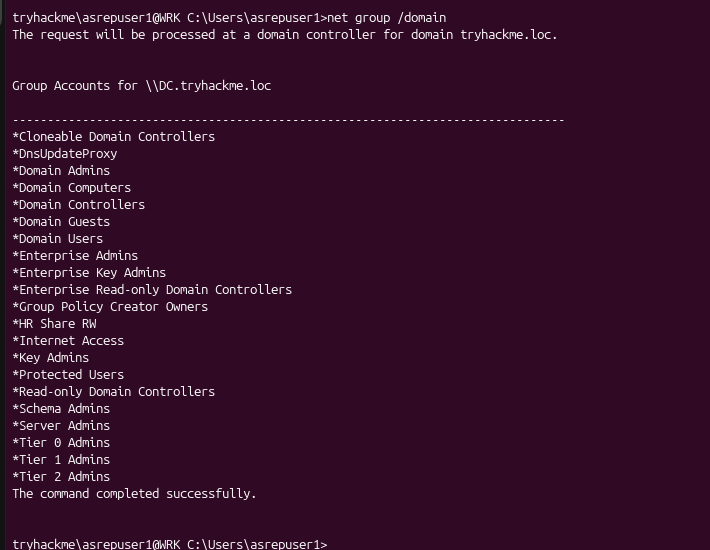 tryhackme\asrepuser1@WRK C:\Users\asrepuser1>net group /domain
The request will be processed at a domain controller for domain tryhackme.loc.
Group Accounts for \\DC.tryhackme.loc
-------------------------------------------------------------------------------
*Cloneable Domain Controllers
*DnsUpdateProxy
*Domain Admins
*Domain Computers
*Domain Controllers
*Domain Guests
*Domain Users
*Enterprise Admins
*Enterprise Key Admins
*Enterprise Read-only Domain Controllers
*Group Policy Creator Owners
*HR Share RW
*Internet Access
*Key Admins
*Protected Users
*Read-only Domain Controllers
*Schema Admins
*Server Admins
*Tier 0 Admins
*Tier 1 Admins
*Tier 2 Admins
The command completed successfully.
tryhackme\asrepuser1@WRK C:\Users\asrepuser1>